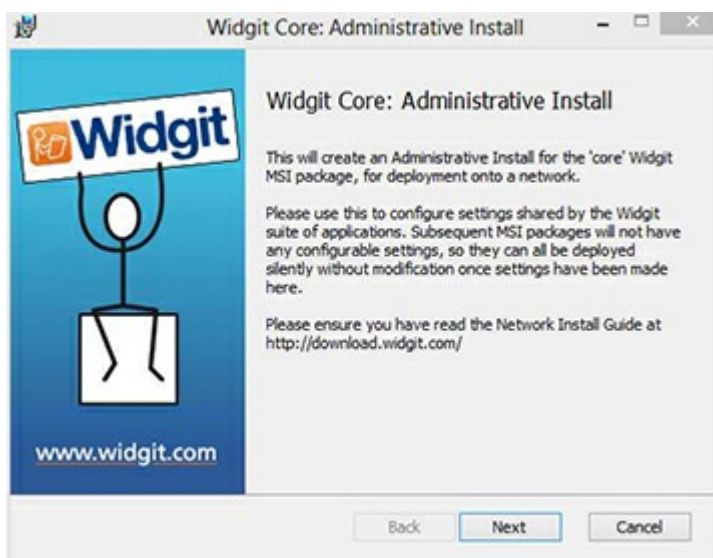 Widgit Core: Administrative Install
Widgit
www.widgit.com
Widgit Core: Administrative Install
This will create an Administrative Install for the 'core' Widgit
MSI package, for deployment onto a network.
Please use this to configure settings shared by the Widgit
suite of applications. Subsequent MSI packages will not have
any configurable settings, so they can all be deployed
silently without modification once settings have been made
here.
Please ensure you have read the Network Install Guide at
http://download.widgit.com/
Back
Next
Cancel